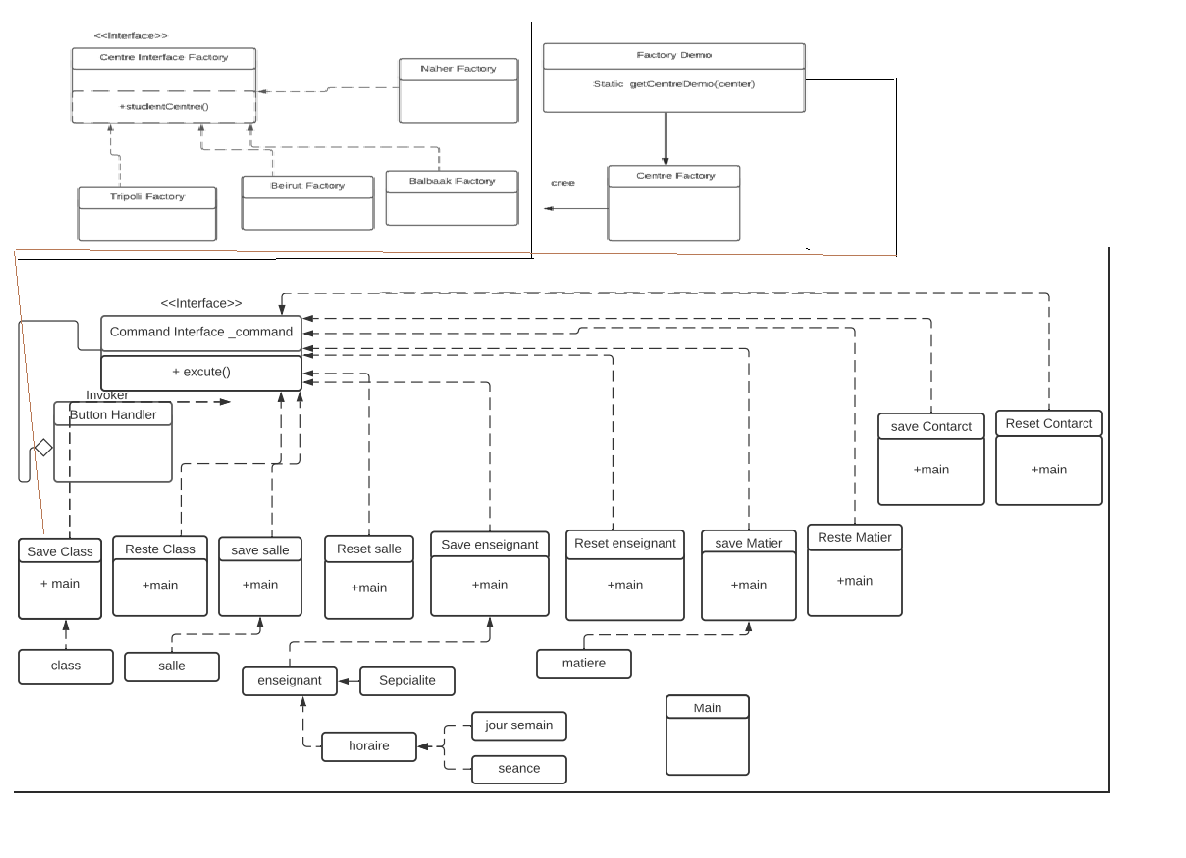 <<Interface>>
Centre Interface Factory
+studentCentre()
Naher Factory
Tripoli Factory
Beirut Factory
Balbaak Factory
Factory Demo
Static getCentreDemo(center)
cree
Centre Factory
<<Interface>>
Command Interface _command
+ excute()
Invoker
Button Handler
save Contarct
+main
Reset Contarct
+main
Save Class
+ main
Reste Class
+main
save salle
+main
Reset salle
+main
Save enseignant
+main
Reset enseignant
+main
save Matier
+main
Reste Matier
+main
class
salle
enseignant
Sepcialite
matiere
horaire
jour semain
seance
Main